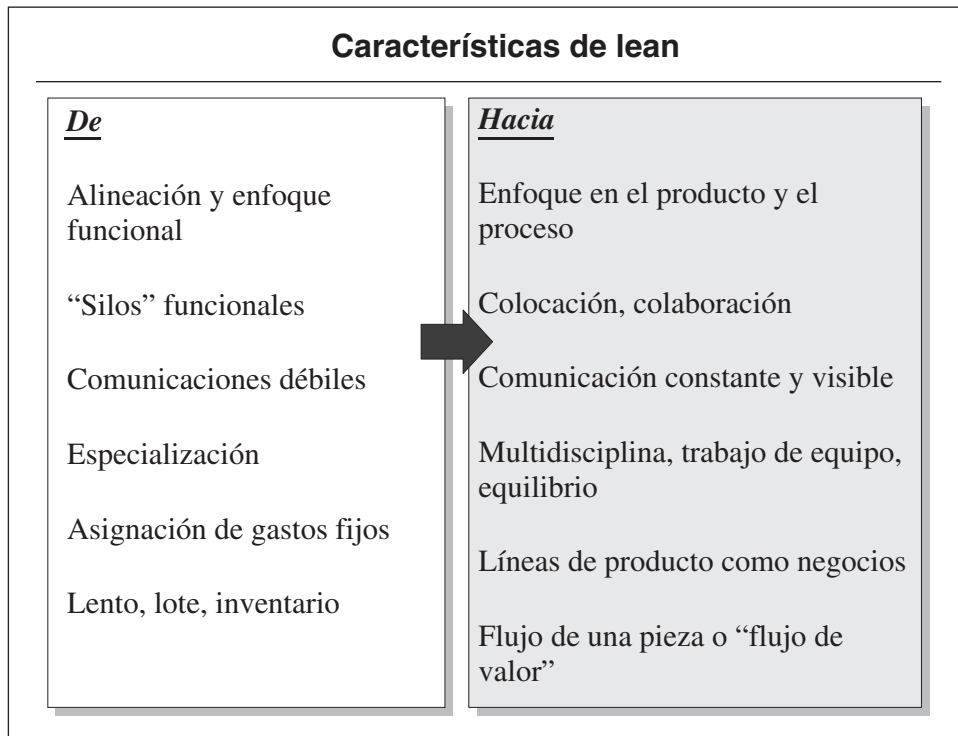 Características de lean
De
Alineación y enfoque
funcional
“Silos” funcionales
Comunicaciones débiles
Especialización
Asignación de gastos fijos
Lento, lote, inventario
Hacia
Enfoque en el producto y el
proceso
Colocación, colaboración
Comunicación constante y visible
Multidisciplina, trabajo de equipo,
equilibrio
Líneas de producto como negocios
Flujo de una pieza o “flujo de
valor”